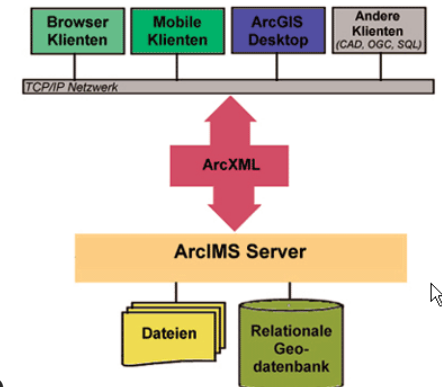 Browser
Klienten
Mobile
Klienten
ArcGIS
Desktop
Andere
Klienten
(CAD, OGC, SQL)
TCP/IP Netzwerk
ArcXML
ArcIMS Server
Dateien
Relationale
Geo-
datenbank